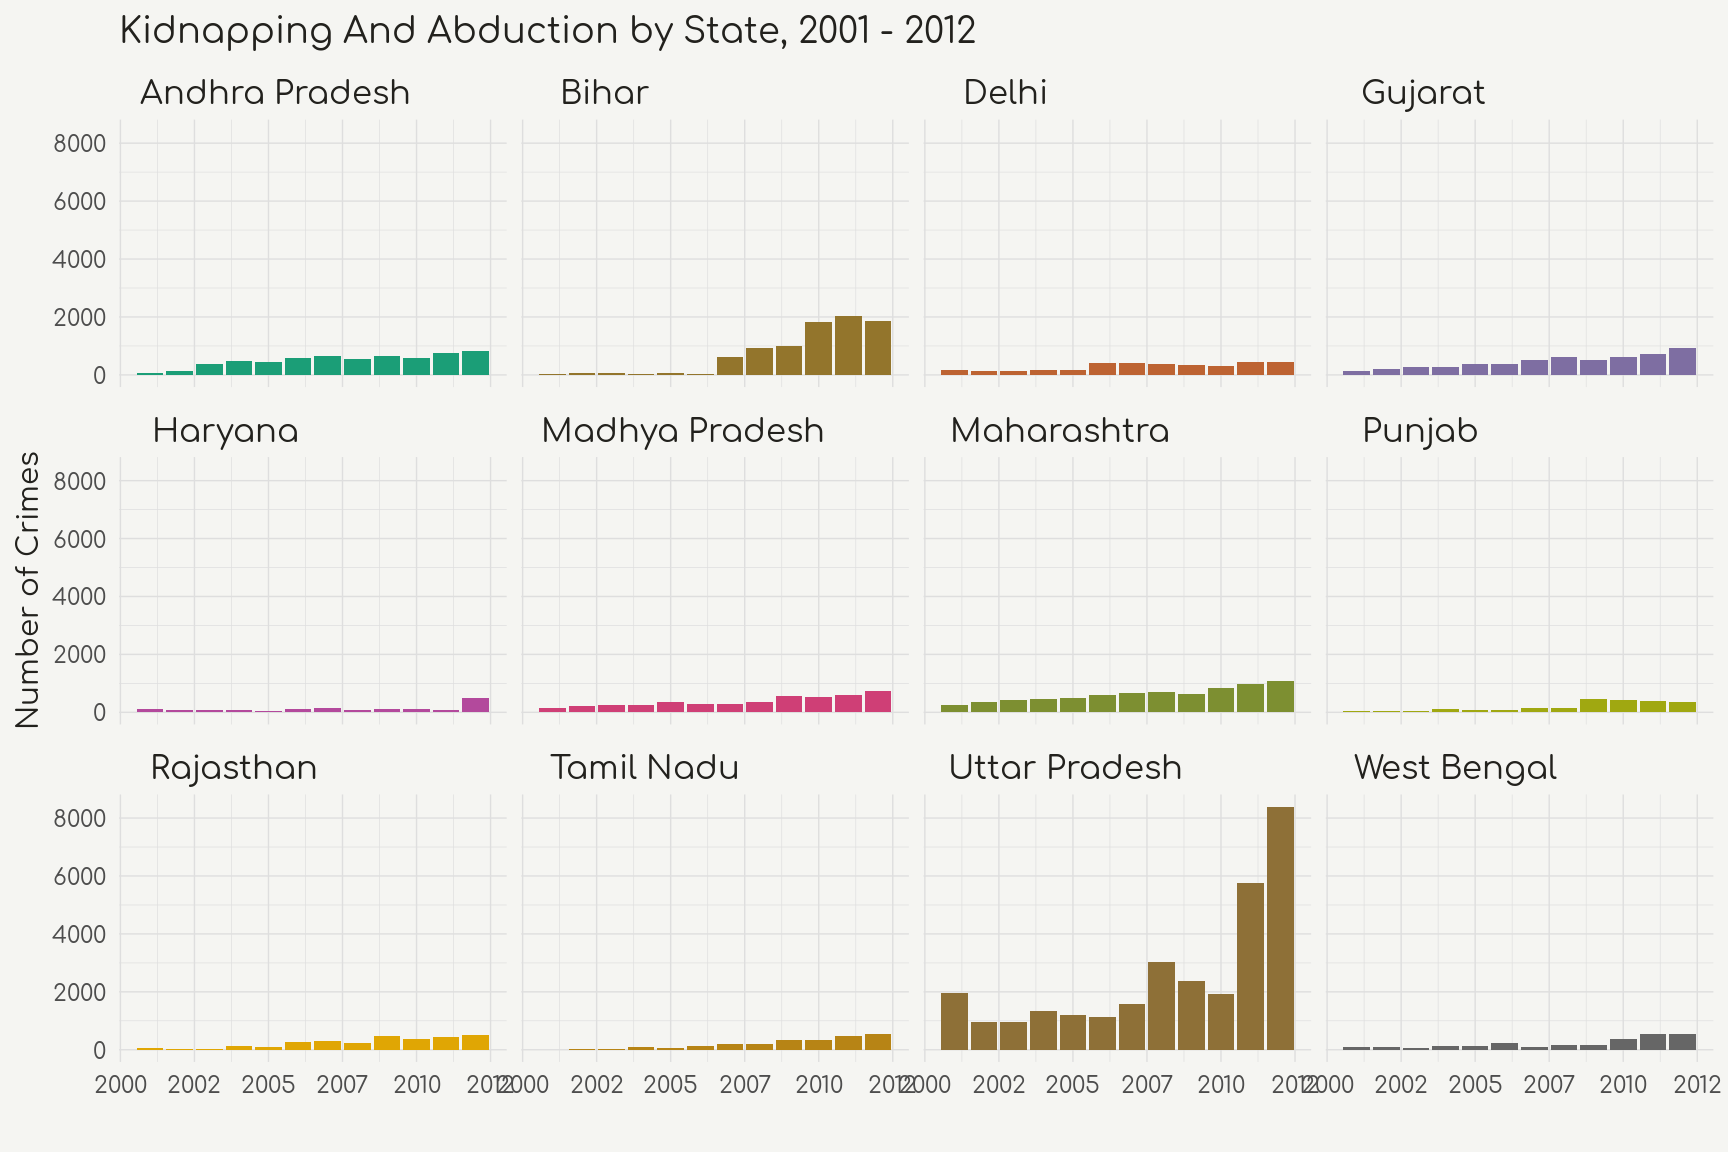 Kidnapping And Abduction by State, 2001 - 2012
Andhra Pradesh
Bihar
Delhi
Gujarat
8000
6000
4000
2000
0
Haryana
Madhya Pradesh
Maharashtra
Punjab
8000
6000
4000
2000
0
Number of Crimes
Rajasthan
Tamil Nadu
Uttar Pradesh
West Bengal
8000
6000
4000
2000
0
2000 2002 2005 2007 2010 2012
2000 2002 2005 2007 2010 2012
2000 2002 2005 2007 2010 2012
2000 2002 2005 2007 2010 2012